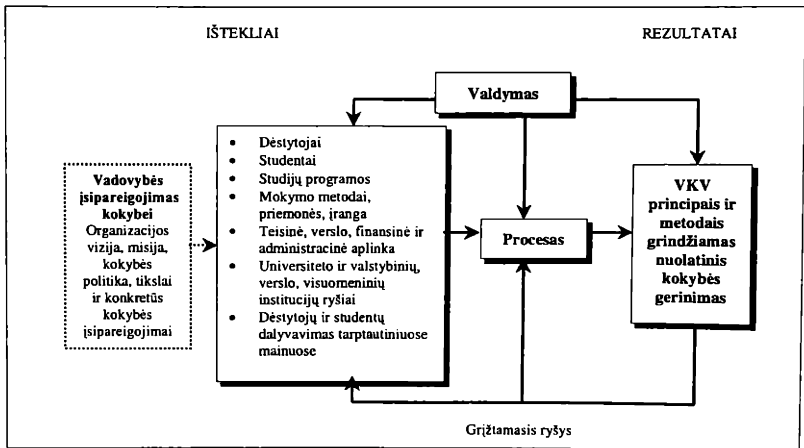 IŠTEKLIAI
REZULTATAI
Valdymas
Vadovybės
įsipareigojimas
kokybei
Organizacijos
vizija, misija,
kokybės
politika, tikslai
ir konkretūs
kokybės
įsipareigojimai
• Dėstytojai
• Studentai
• Studijų programos
• Mokymo metodai,
priemonės, įranga
• Teisinė, verslo, finansinė ir
administracinė aplinka
• Universiteto ir valstybinių,
verslo, visuomeninių
institucijų ryšiai
• Dėstytojų ir studentų
dalyvavimas tarptautiniuose
mainuose
Procesas
VKV
principais ir
metodais
grindžiamas
nuolatinis
kokybės
gerinimas
Grįžtamasis ryšys